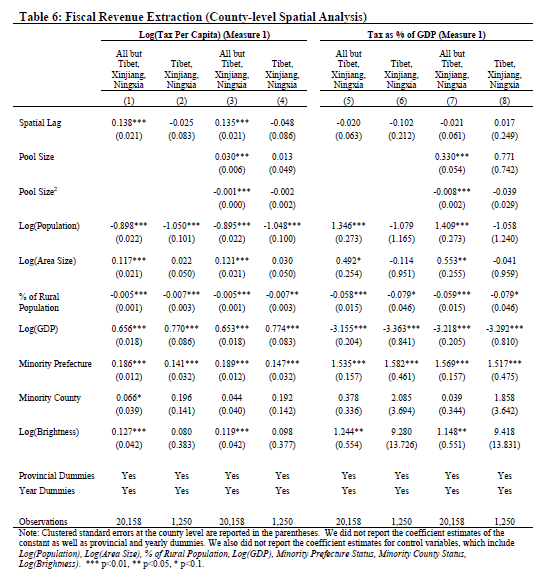 Table 6: Fiscal Revenue Extraction (County-level Spatial Analysis)
Log(Tax Per Capita) (Measure 1) Tax as % of GDP (Measure 1)
All but Tibet, Xinjiang, Ningxia Tibet, Xinjiang, Ningxia All but Tibet, Xinjiang, Ningxia Tibet, Xinjiang, Ningxia All but Tibet, Xinjiang, Ningxia Tibet, Xinjiang, Ningxia All but Tibet, Xinjiang, Ningxia Tibet, Xinjiang, Ningxia
(1) (2) (3) (4) (5) (6) (7) (8)
Spatial Lag 0.138*** -0.025 0.135*** -0.048 -0.020 -0.102 -0.021 0.017
(0.021) (0.083) (0.021) (0.086) (0.063) (0.212) (0.061) (0.249)
Pool Size 0.030*** 0.013 0.330*** 0.771
(0.006) (0.049) (0.054) (0.742)
Pool Size² -0.001*** -0.002 -0.008*** -0.039
(0.000) (0.002) (0.002) (0.029)
Log(Population) -0.898*** -1.050*** -0.895*** -1.048*** 1.346*** -1.079 1.409*** -1.058
(0.022) (0.101) (0.022) (0.100) (0.273) (1.165) (0.273) (1.240)
Log(Area Size) 0.117*** 0.022 0.121*** 0.030 0.492* -0.114 0.553** -0.041
(0.021) (0.050) (0.021) (0.050) (0.254) (0.951) (0.255) (0.959)
% of Rural Population -0.005*** -0.007*** -0.005*** -0.007** -0.058*** -0.079* -0.059*** -0.079*
(0.001) (0.003) (0.001) (0.003) (0.015) (0.046) (0.015) (0.046)
Log(GDP) 0.656*** 0.770*** 0.653*** 0.774*** -3.155*** -3.363*** -3.218*** -3.292***
(0.018) (0.086) (0.018) (0.083) (0.204) (0.841) (0.205) (0.810)
Minority Prefecture 0.186*** 0.141*** 0.189*** 0.147*** 1.535*** 1.582*** 1.569*** 1.517***
(0.012) (0.032) (0.012) (0.032) (0.157) (0.461) (0.157) (0.475)
Minority County 0.066* 0.196 0.044 0.192 0.378 2.085 0.039 1.858
(0.039) (0.141) (0.040) (0.142) (0.336) (3.694) (0.344) (3.642)
Log(Brightness) 0.127*** 0.080 0.119*** 0.098 1.244** 9.280 1.148** 9.418
(0.042) (0.383) (0.042) (0.377) (0.554) (13.726) (0.551) (13.831)
Provincial Dummies Yes Yes Yes Yes Yes Yes Yes Yes
Year Dummies Yes Yes Yes Yes Yes Yes Yes Yes
Observations 20,158 1,250 20,158 1,250 20,158 1,250 20,158 1,250
Note: Clustered standard errors at the county level are reported in the parentheses. We did not report the coefficient estimates of the
constant as well as provincial and yearly dummies. We also did not report the coefficient estimates for control variables, which include
Log(Population), Log(Area Size), % of Rural Population, Log(GDP), Minority Prefecture Status, Minority County Status,
Log(Brightness). *** p<0.01, ** p<0.05, * p<0.1.